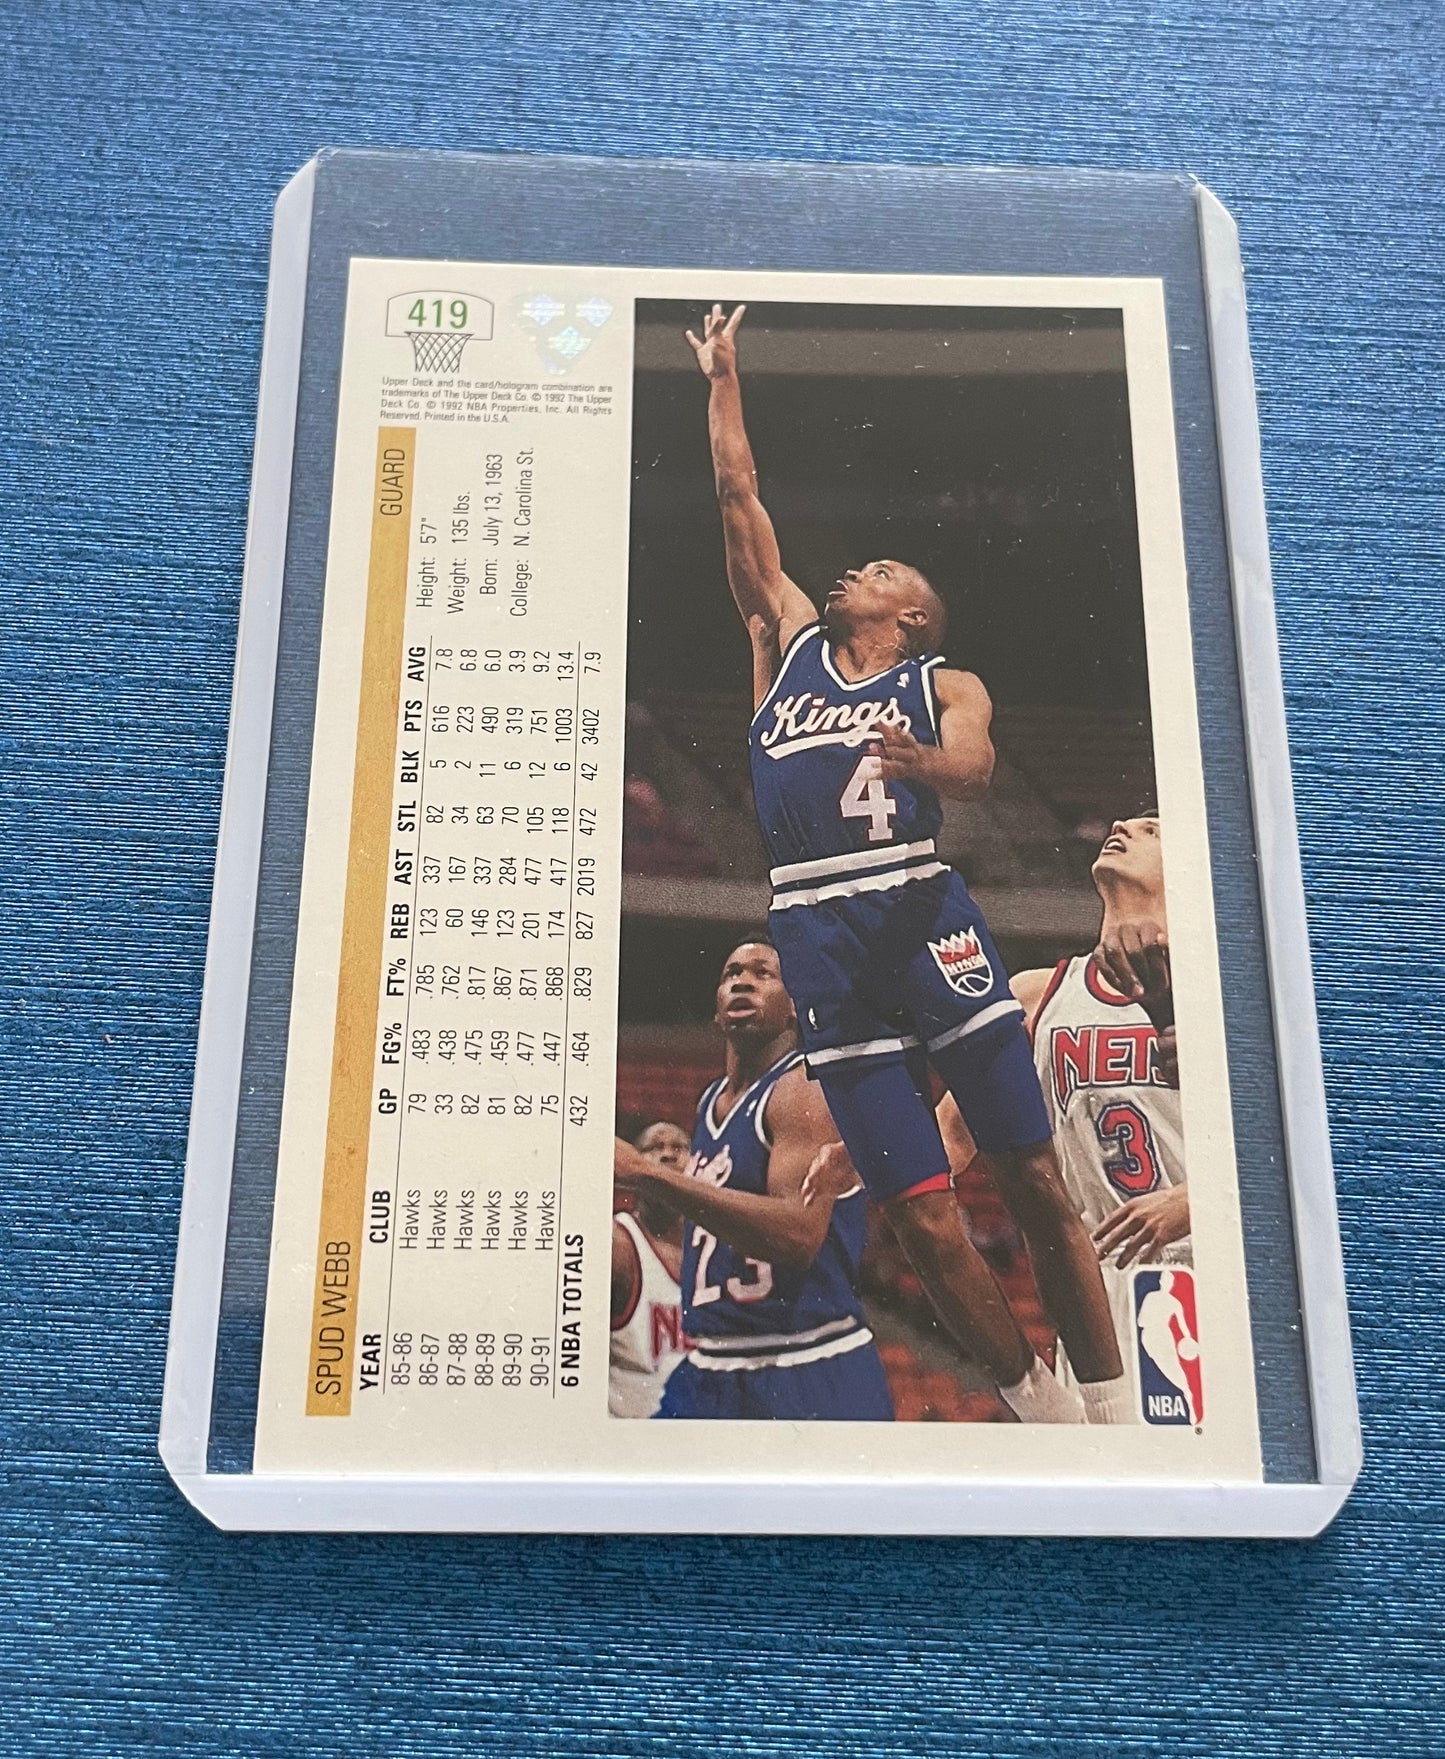 419
Upper Deck and the card/hologram combination are
trademarks of The Upper Deck Co. © 1992 The Upper
Deck Co. © 1992 NBA Properties, Inc. All Rights
Reserved. Printed in the U.S.A.
SPUD WEBB GUARD
Height: 5'7"
Weight: 135 lbs.
Born: July 13, 1963
College: N. Carolina St.
YEAR CLUB GP FG% FT% REB AST STL BLK PTS AVG
85-86 Hawks 79 .483 .785 123 337 82 5 616 7.8
86-87 Hawks 33 .438 .762 60 167 34 2 223 6.8
87-88 Hawks 82 .475 .817 146 337 63 11 490 6.0
88-89 Hawks 81 .459 .867 123 284 70 6 319 3.9
89-90 Hawks 82 .477 .871 201 477 105 12 751 9.2
90-91 Hawks 75 .447 .868 174 417 118 6 1003 13.4
6 NBA TOTALS 432 .464 .829 827 2019 472 42 3402 7.9
Kings
4
KINGS
NETS
3
23
NBA